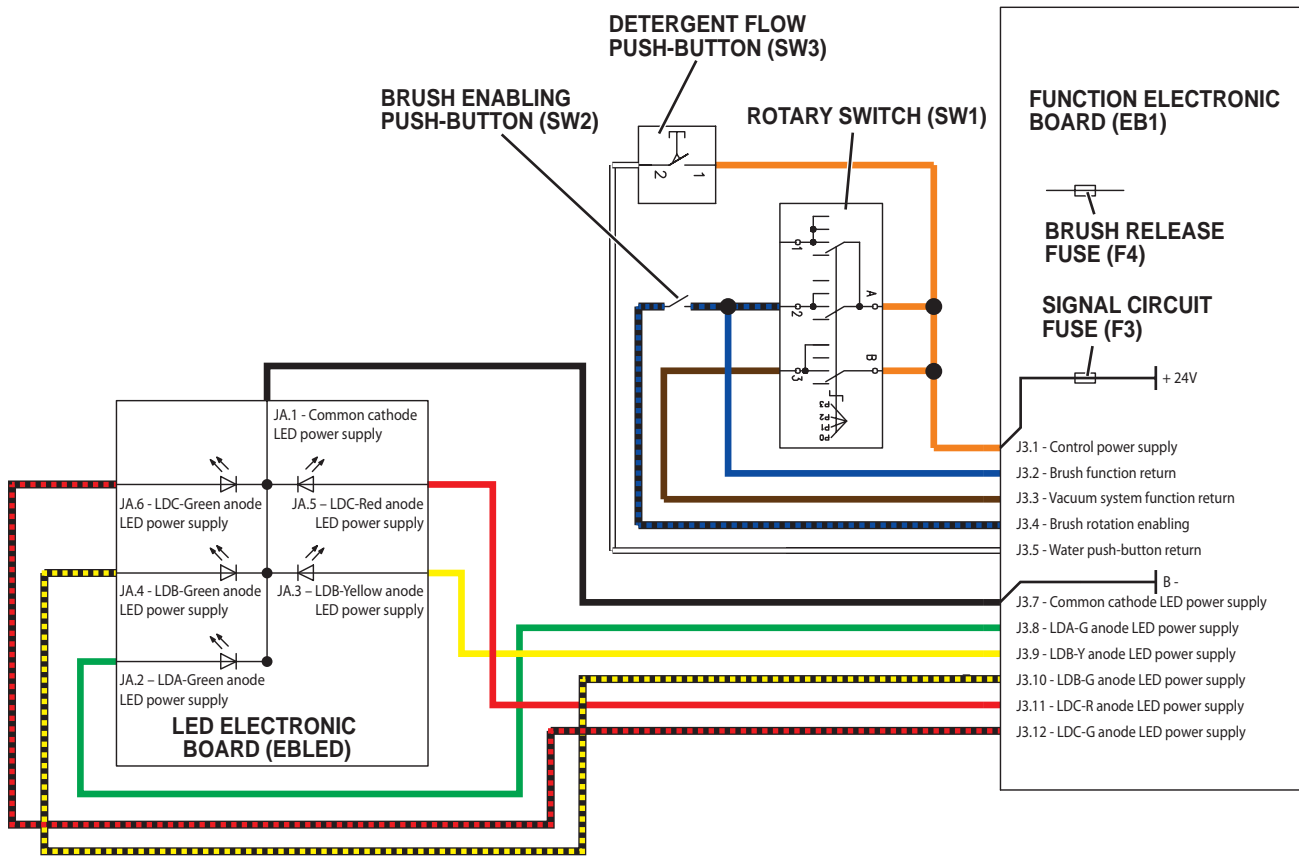 DETERGENT FLOW
PUSH-BUTTON (SW3)
BRUSH ENABLING
PUSH-BUTTON (SW2)
ROTARY SWITCH (SW1)
FUNCTION ELECTRONIC
BOARD (EB1)
BRUSH RELEASE
FUSE (F4)
SIGNAL CIRCUIT
FUSE (F3)
2
1
1
A
2
B
3
P3
P2
P1
P0
+ 24V
J3.1 - Control power supply
J3.2 - Brush function return
J3.3 - Vacuum system function return
J3.4 - Brush rotation enabling
J3.5 - Water push-button return
B -
J3.7 - Common cathode LED power supply
J3.8 - LDA-G anode LED power supply
J3.9 - LDB-Y anode LED power supply
J3.10 - LDB-G anode LED power supply
J3.11 - LDC-R anode LED power supply
J3.12 - LDC-G anode LED power supply
JA.1 - Common cathode
LED power supply
JA.6 - LDC-Green anode
LED power supply
JA.5 – LDC-Red anode
LED power supply
JA.4 - LDB-Green anode
LED power supply
JA.3 – LDB-Yellow anode
LED power supply
JA.2 – LDA-Green anode
LED power supply
LED ELECTRONIC
BOARD (EBLED)